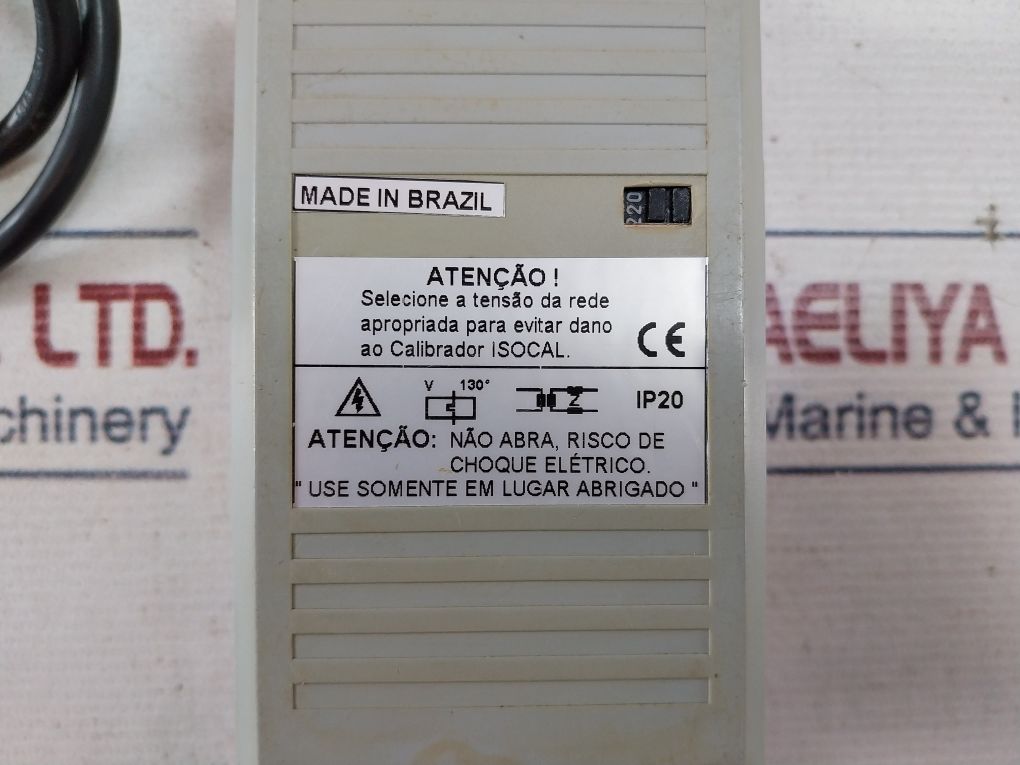 MADE IN BRAZIL
220
ATENÇÃO !
Selecione a tensão da rede
apropriada para evitar dano
ao Calibrador ISOCAL.
CE
V 130°
Z
IP20
ATENÇÃO: NÃO ABRA, RISCO DE
CHOQUE ELÉTRICO.
" USE SOMENTE EM LUGAR ABRIGADO "
LTD.
AELIYA
chinery
Marine &